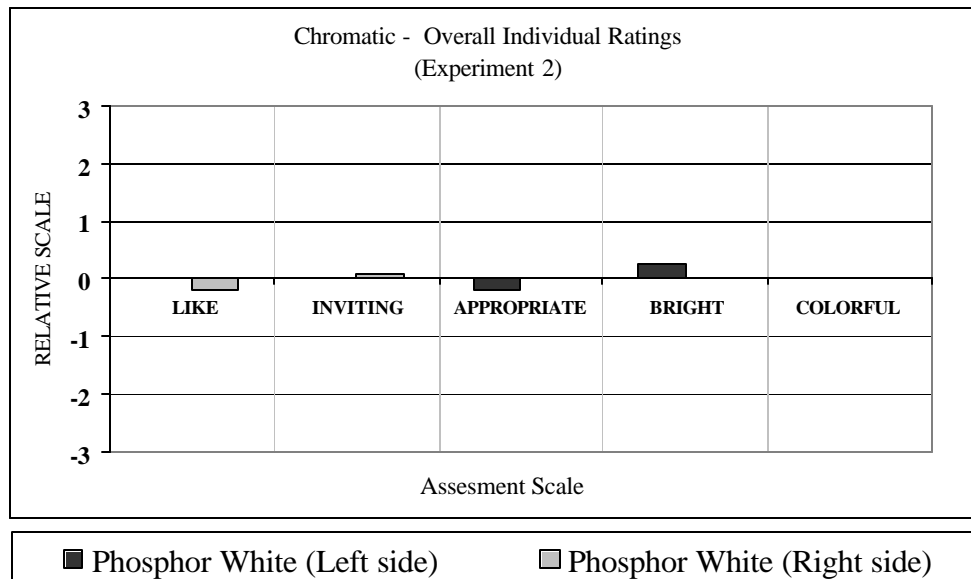 Chromatic - Overall Individual Ratings
(Experiment 2)
RELATIVE SCALE
3
2
1
0
-1
-2
-3
LIKE INVITING APPROPRIATE BRIGHT COLORFUL
Assesment Scale
Phosphor White (Left side) Phosphor White (Right side)